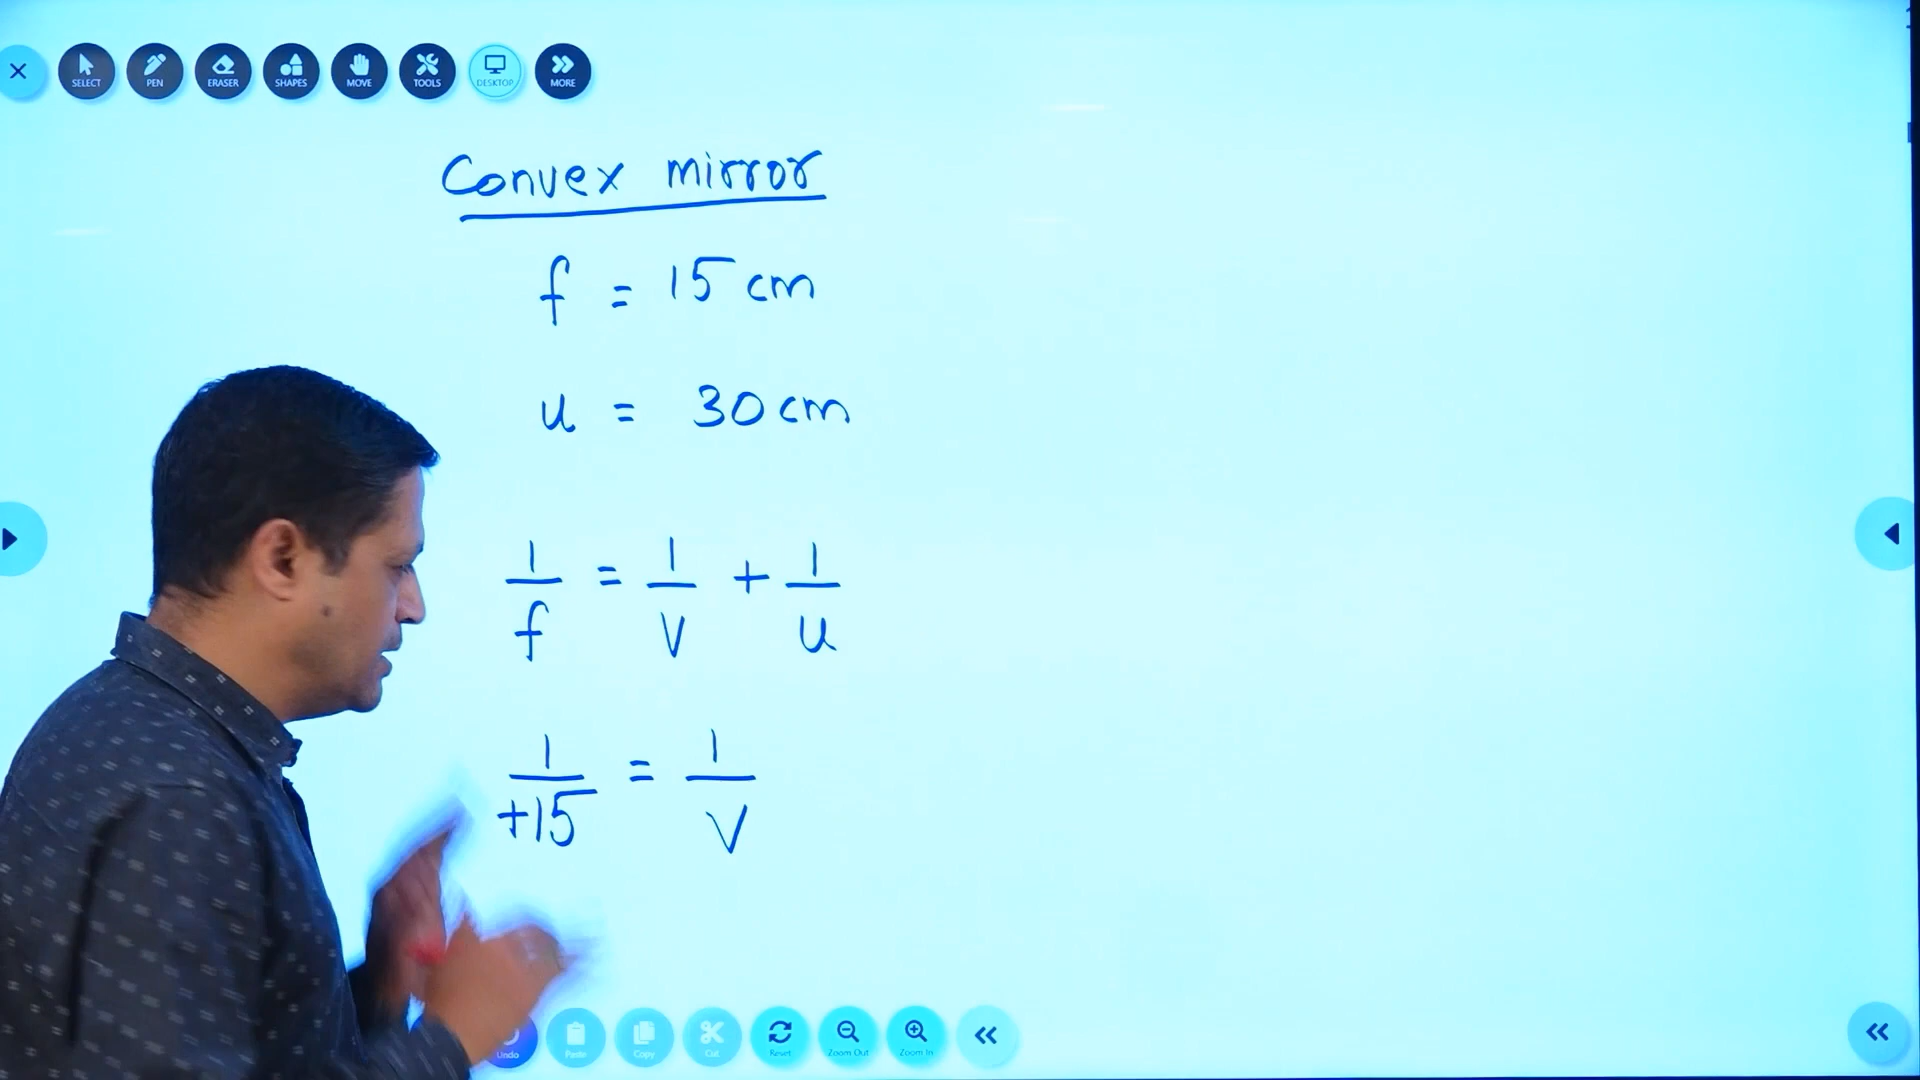 SELECT PEN ERASER SHAPES MOVE TOOLS DESKTOP MORE
Convex mirror
f = 15 cm
u = 30 cm
1/f = 1/v + 1/u
1/+15 = 1/v
Undo Paste Copy Cut Reset Zoom Out Zoom In